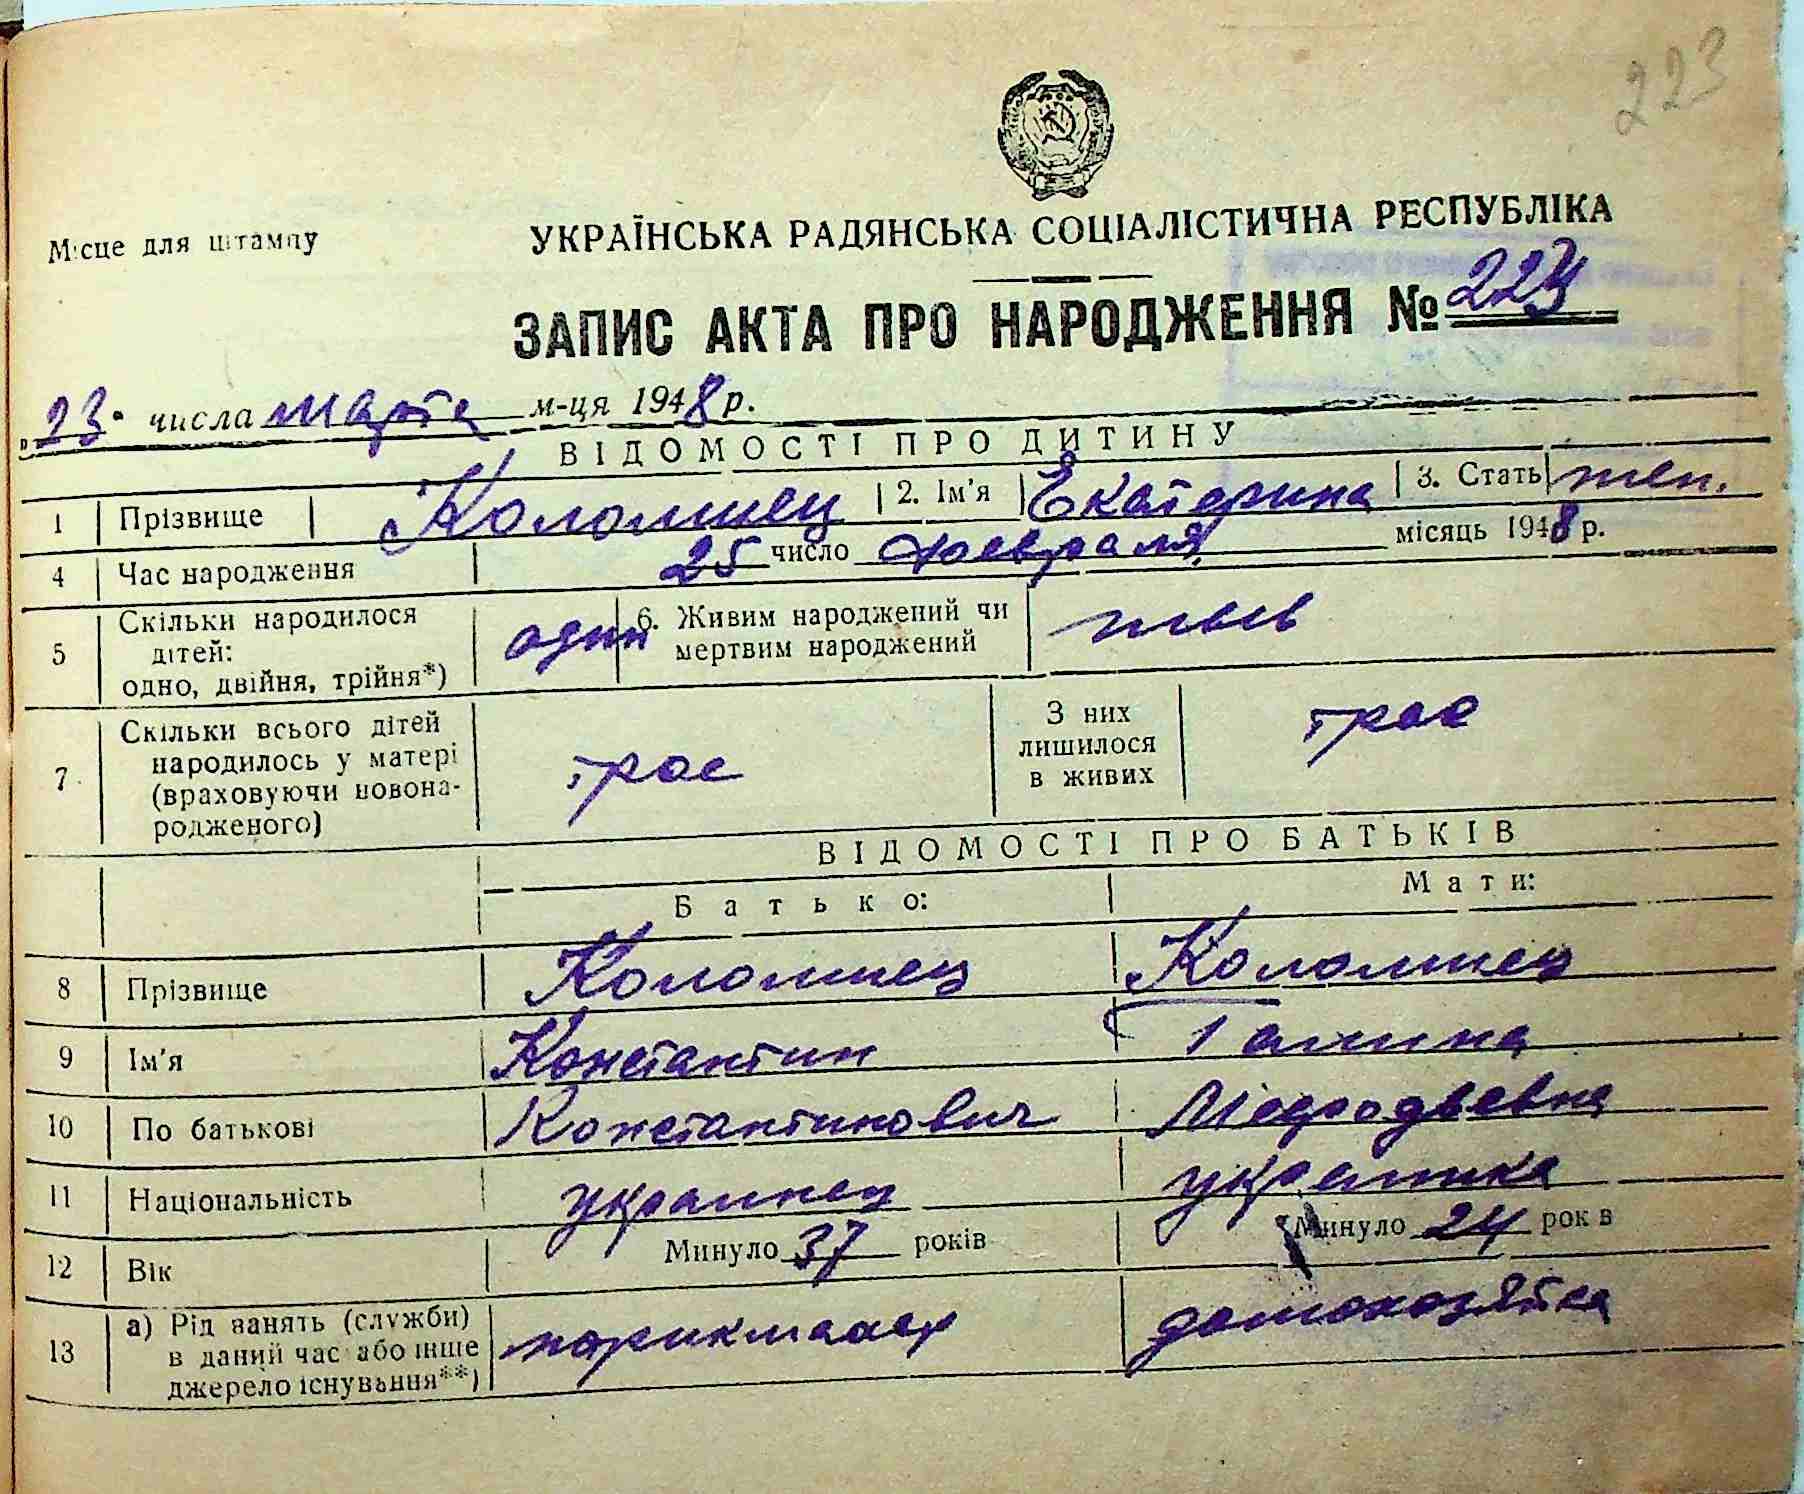 223
Місце для штампу
УКРАЇНСЬКА РАДЯНСЬКА СОЦІАЛІСТИЧНА РЕСПУБЛІКА
ЗАПИС АКТА ПРО НАРОДЖЕННЯ № 223
„23" числа марта м-ця 1948 р.
ВІДОМОСТІ ПРО ДИТИНУ
1 Прізвище Коломиец 2. Ім'я Екатерина 3. Стать жен.
4 Час народження 25 число февраля місяць 1948 р.
5 Скільки народилося дітей: одно, двійня, трійня*) один 6. Живим народжений чи мертвим народжений
7 Скільки всього дітей народилось у матері (враховуючи новонародженого) трое З них лишилося в живих трое
ВІДОМОСТІ ПРО БАТЬКІВ
Батько: Мати:
8 Прізвище Коломиец Коломиец
9 Ім'я Константин Галина
10 По батькові Константинович
11 Національність украинец украинка
12 Вік Минуло 37 років Минуло 24 років
13 а) Рід занять (служби) в даний час або інше джерело існування**) домохозяйка